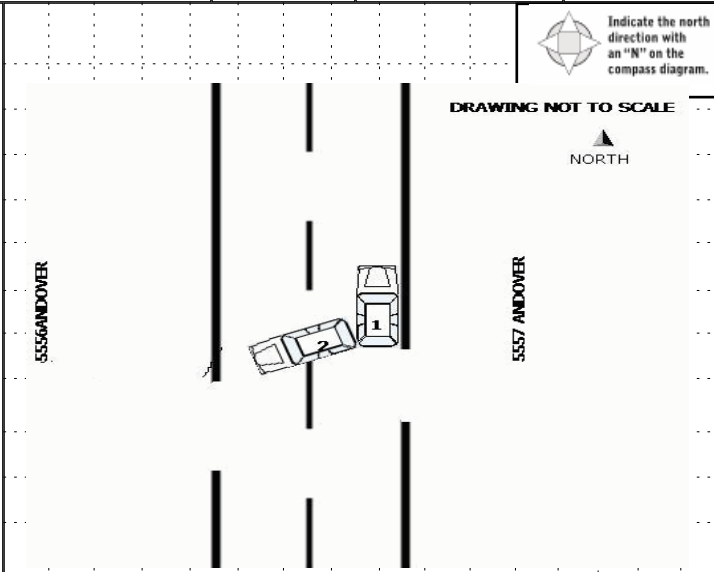 Indicate the north
direction with
an "N" on the
compass diagram.
DRAWING NOT TO SCALE
NORTH
5556ANDOVER
5557 ANDOVER
1
2